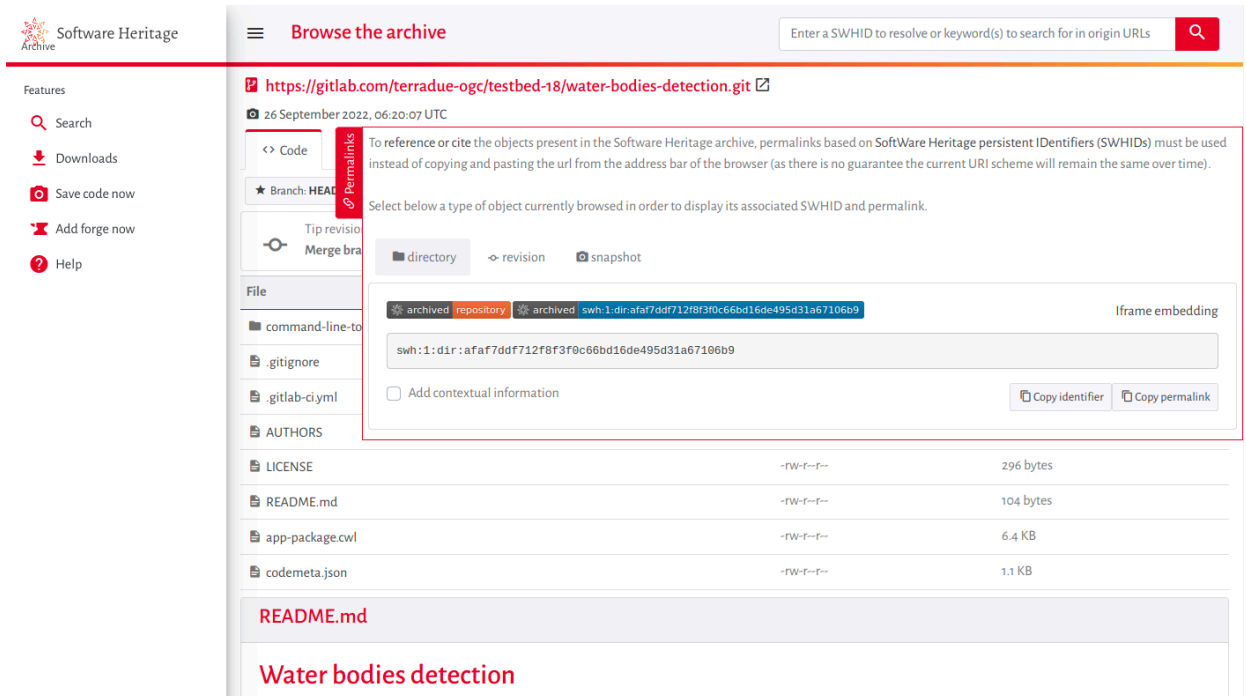 Software Heritage
Archive
Browse the archive
Enter a SWHID to resolve or keyword(s) to search for in origin URLs
Features
Search
Downloads
Save code now
Add forge now
Help
https://gitlab.com/terradue-ogc/testbed-18/water-bodies-detection.git
26 September 2022, 06:20:07 UTC
<> Code
Permalinks
To reference or cite the objects present in the Software Heritage archive, permalinks based on SoftWare Heritage persistent IDentifiers (SWHIDs) must be used
instead of copying and pasting the url from the address bar of the browser (as there is no guarantee the current URI scheme will remain the same over time).
Branch: HEAD
Select below a type of object currently browsed in order to display its associated SWHID and permalink.
Tip revisio
Merge bra
directory
revision
snapshot
File
archived repository archived swh:1:dir:afaf7ddf712f8f3f0c66bd16de495d31a67106b9
Iframe embedding
command-line-to
swh:1:dir:afaf7ddf712f8f3f0c66bd16de495d31a67106b9
.gitignore
.gitlab-ci.yml
Add contextual information
Copy identifier
Copy permalink
AUTHORS
LICENSE -rw-r--r-- 296 bytes
README.md -rw-r--r-- 104 bytes
app-package.cwl -rw-r--r-- 6.4 KB
codemeta.json -rw-r--r-- 1.1 KB
README.md
Water bodies detection